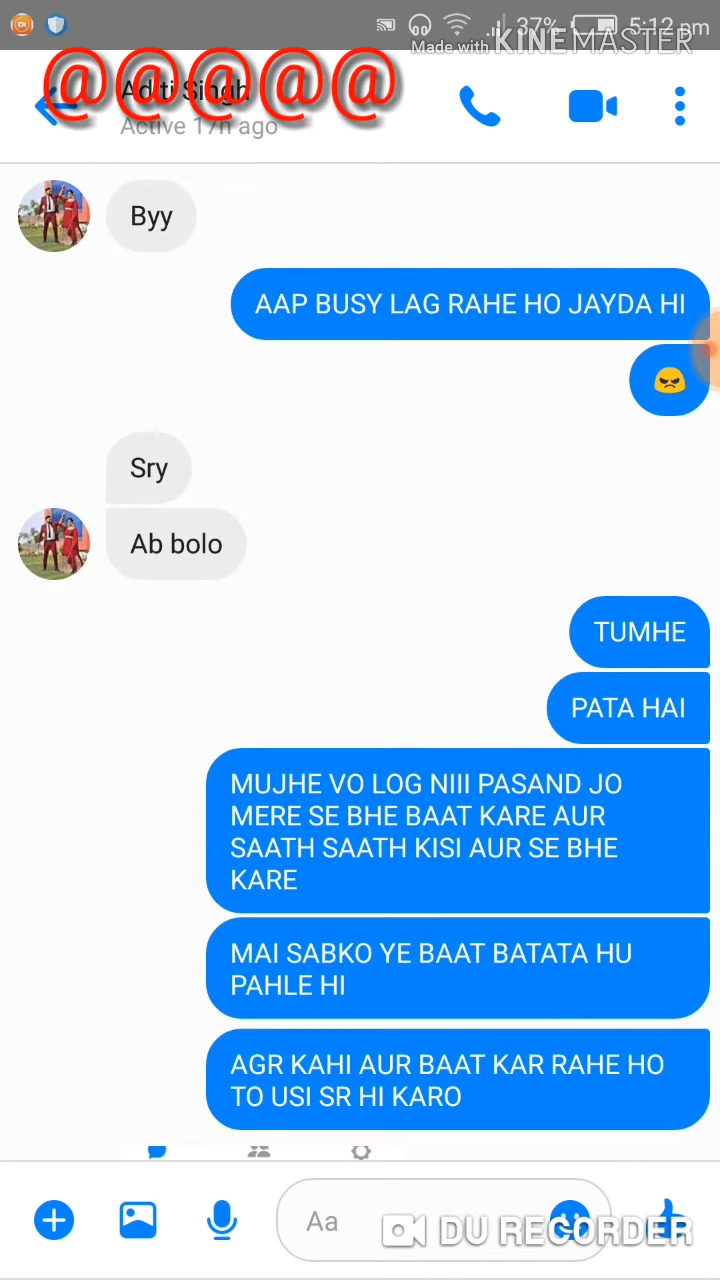 37% 5:12 pm
Made with KINEMASTER
@@@@@
Aditi Singh
Active 17h ago
Byy
AAP BUSY LAG RAHE HO JAYDA HI
Sry
Ab bolo
TUMHE
PATA HAI
MUJHE VO LOG NIII PASAND JO
MERE SE BHE BAAT KARE AUR
SAATH SAATH KISI AUR SE BHE
KARE
MAI SABKO YE BAAT BATATA HU
PAHLE HI
AGR KAHI AUR BAAT KAR RAHE HO
TO USI SR HI KARO
Aa
DU RECORDER